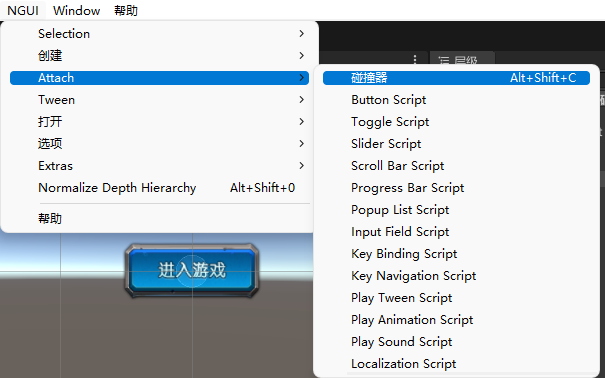 NGUI Window 帮助
Selection
创建
Attach
Tween
打开
选项
Extras
Normalize Depth Hierarchy Alt+Shift+0
帮助
层级
碰撞器 Alt+Shift+C
Button Script
Toggle Script
Slider Script
Scroll Bar Script
Progress Bar Script
Popup List Script
Input Field Script
Key Binding Script
Key Navigation Script
Play Tween Script
Play Animation Script
Play Sound Script
Localization Script
进入游戏